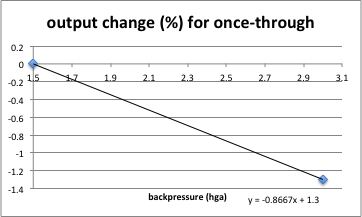 output change (%) for once-through
0.2
0
1.5 1.7 1.9 2.1 2.3 2.5 2.7 2.9 3.1
-0.2
-0.4
-0.6
-0.8
-1
-1.2
-1.4
backpressure (hga)
y = -0.8667x + 1.3